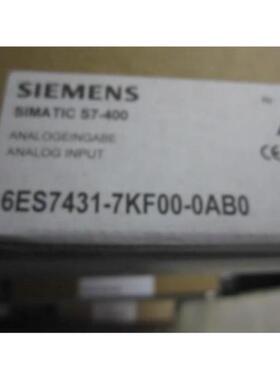 SIEMENS
SIMATIC S7-400
ANALOGEINGABE
ANALOG INPUT
6ES7431-7KF00-0AB0